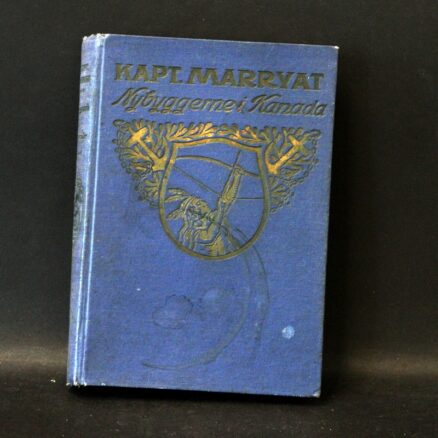 KAPT. MARRYAT
Nybyggerne i Kanada